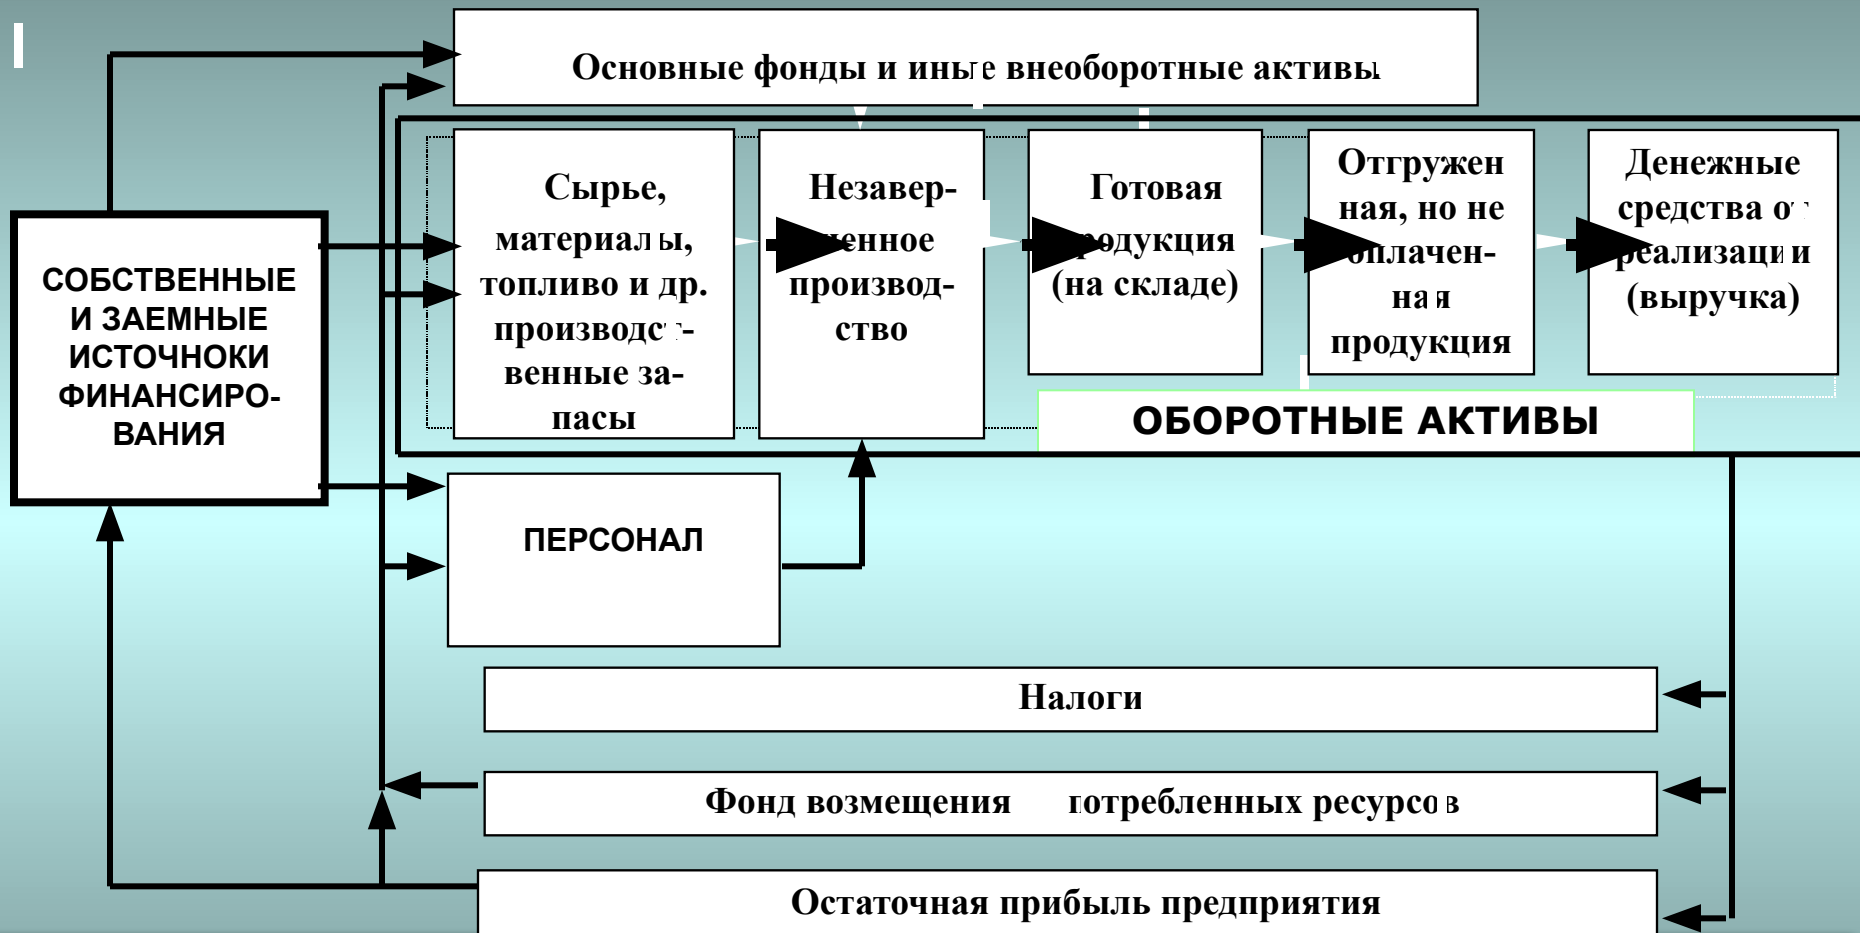 Основные фонды и иные внеоборотные активы
СОБСТВЕННЫЕ
И ЗАЕМНЫЕ
ИСТОЧНОКИ
ФИНАНСИРО-
ВАНИЯ
Сырье,
материалы,
топливо и др.
производст-
венные за-
пасы
Незавер-
шенное
производ-
ство
Готовая
продукция
(на складе)
Отгружен
ная, но не
оплачен-
ная
продукция
Денежные
средства от
реализации
(выручка)
ОБОРОТНЫЕ АКТИВЫ
ПЕРСОНАЛ
Налоги
Фонд возмещения потребленных ресурсов
Остаточная прибыль предприятия